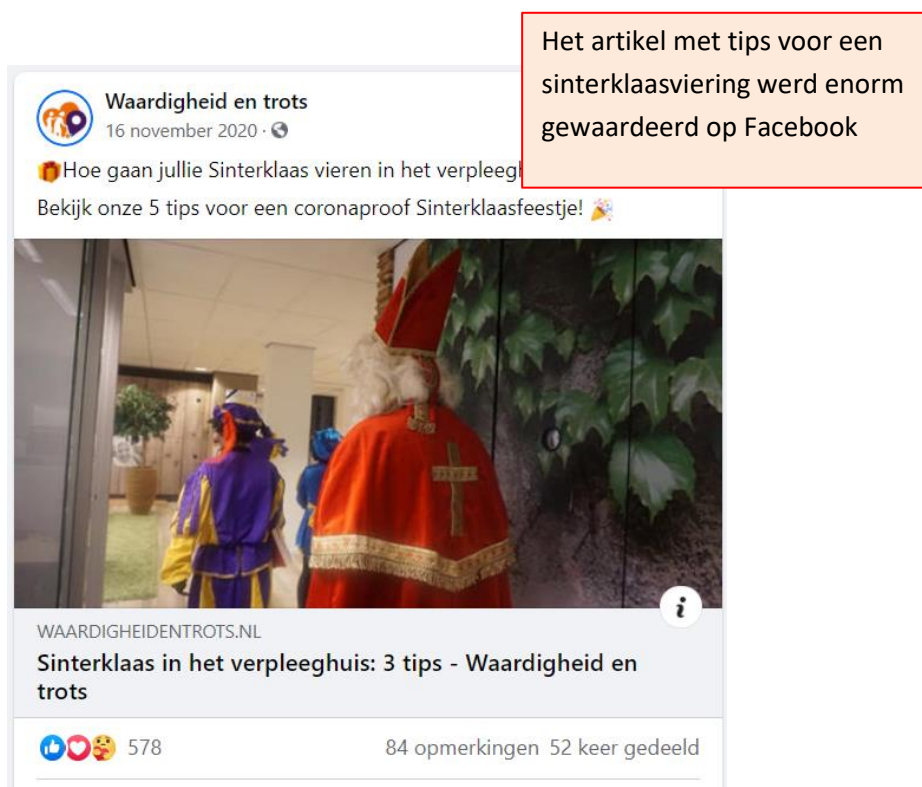 Het artikel met tips voor een
sinterklaasviering werd enorm
gewaardeerd op Facebook
Waardigheid en trots
16 november 2020 ·
Hoe gaan jullie Sinterklaas vieren in het
Bekijk onze 5 tips voor een coronaproof Sinterklaasfeestje!
WAARDIGHEIDENTROTS.NL
Sinterklaas in het verpleeghuis: 3 tips - Waardigheid en
trots
578
84 opmerkingen 52 keer gedeeld